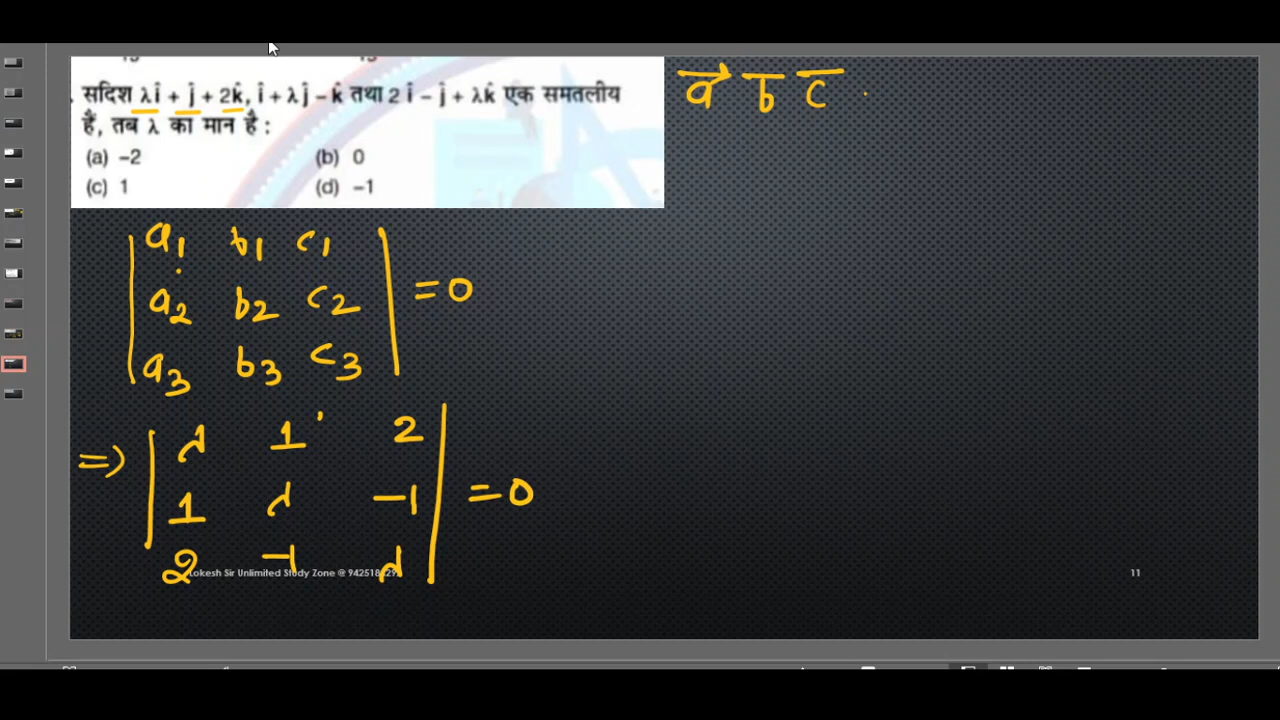 सदिश λî + ĵ + 2k̂, î + λĵ – k̂ तथा 2 î – ĵ + λk̂ एक समतलीय
हैं, तब λ का मान है :
(a) –2 (b) 0
(c) 1 (d) –1
a⃗ b̅ c̅
a1 b1 c1
a2 b2 c2 = 0
a3 b3 c3
=> λ 1 2
1 λ -1 = 0
2 -1 λ
11